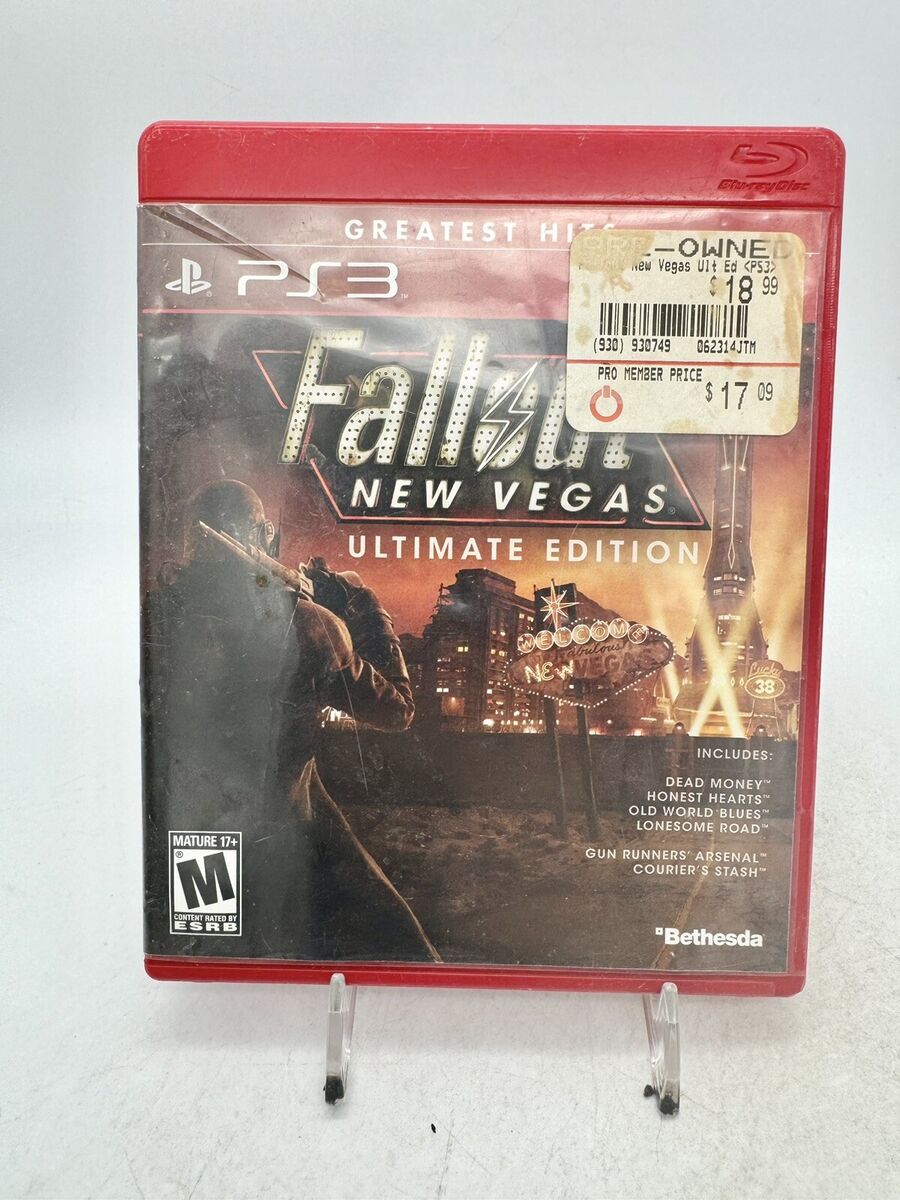 Blu-ray Disc
GREATEST HITS
PS3
PRE-OWNED
New Vegas Ult Ed <PS3>
$18 99
(930) 930749 062314JTM
PRO MEMBER PRICE
$17 09
Fallout
NEW VEGAS
ULTIMATE EDITION
WELCOME TO
Fabulous
NEW VEGAS
Lucky
38
INCLUDES:
DEAD MONEY™
HONEST HEARTS™
OLD WORLD BLUES™
LONESOME ROAD™
GUN RUNNERS' ARSENAL™
COURIER'S STASH™
MATURE 17+
M
CONTENT RATED BY
ESRB
Bethesda